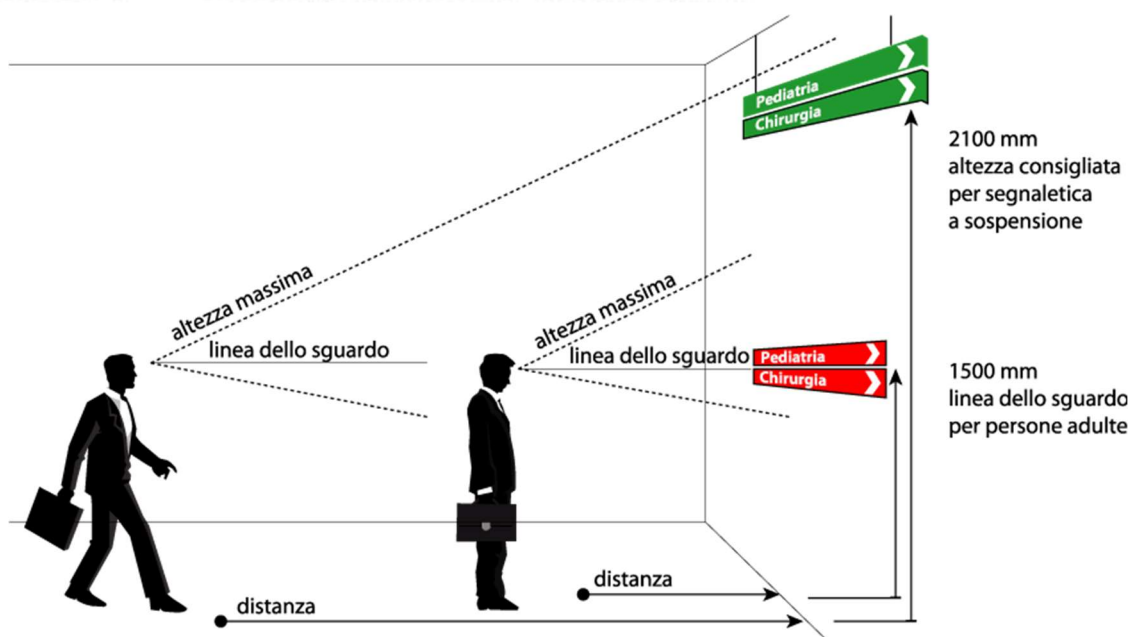 Pediatria
Chirurgia
2100 mm
altezza consigliata
per segnaletica
a sospensione
altezza massima
altezza massima
linea dello sguardo
linea dello sguardo
Pediatria
Chirurgia
1500 mm
linea dello sguardo
per persone adulte
distanza
distanza